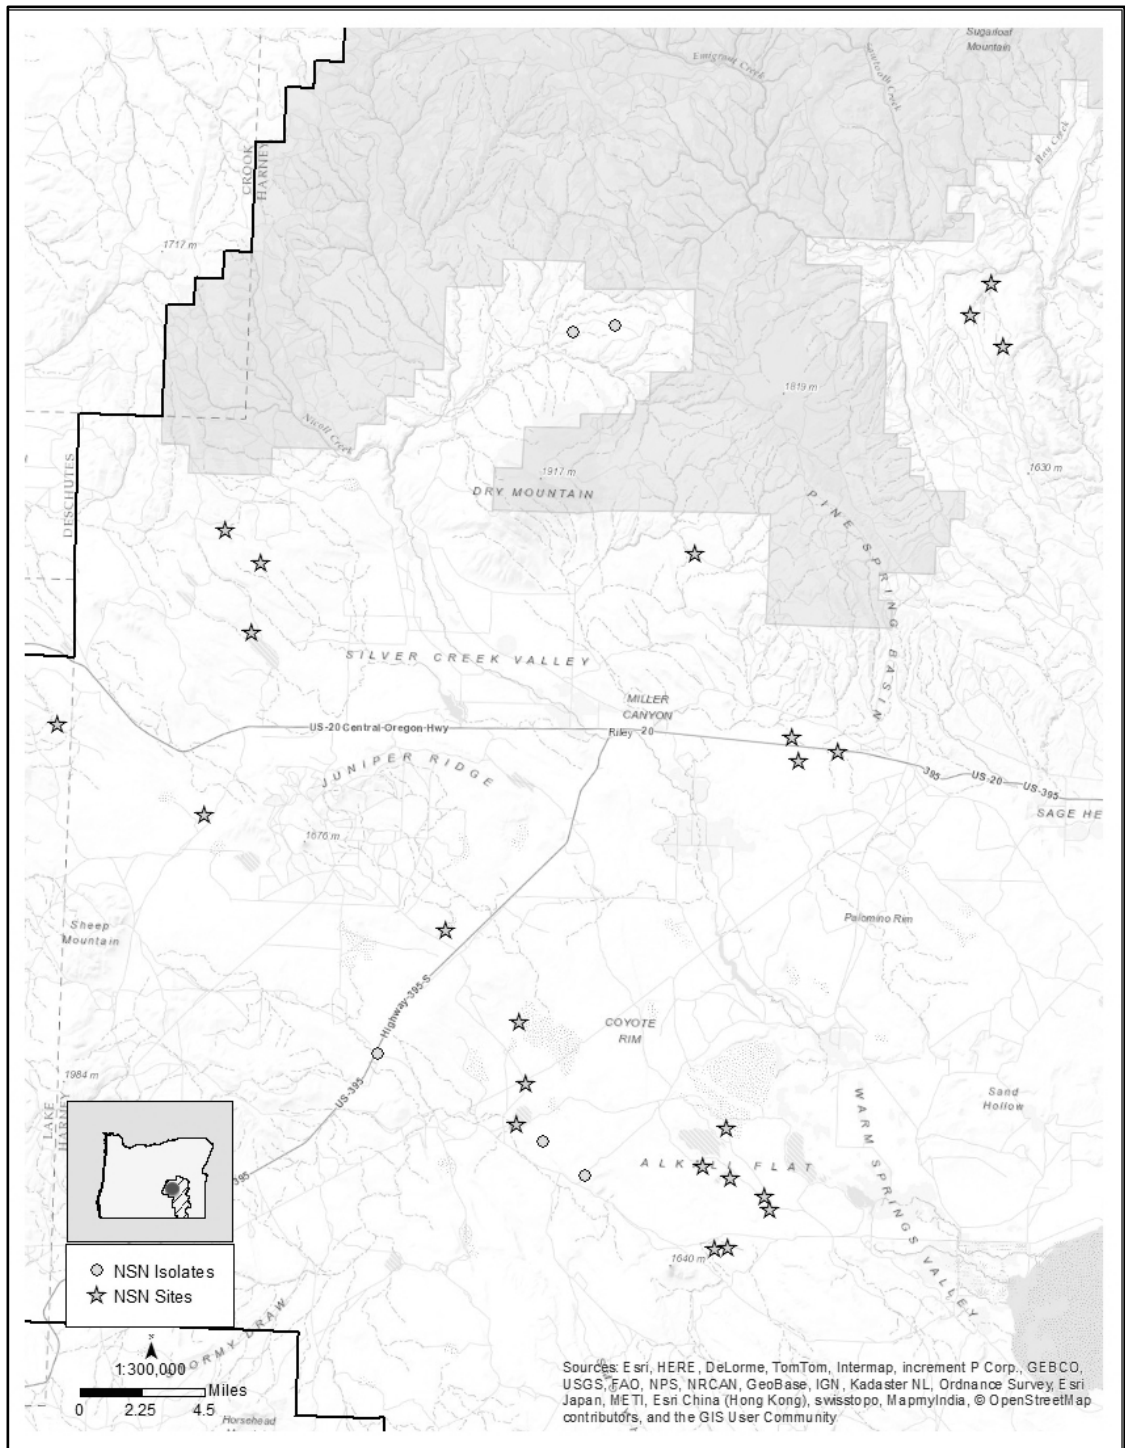 Sugarloaf
Mountain
Emigrant Creek
Sawtooth Creek
Hay Creek
CROOK
HARNEY
1717 m
1819 m
Nicoll Creek
DESCHUTES
1917 m
1630 m
DRY MOUNTAIN
PINE SPRING BASIN
SILVER CREEK VALLEY
MILLER
CANYON
US-20 Central-Oregon-Hwy
Riley
20
JUNIPER RIDGE
395
US-20
US-395
SAGE HE
1676 m
Sheep
Mountain
Palomino Rim
Highway-395-S
COYOTE
RIM
1984 m
US-395
Sand
Hollow
LAKE
HARNEY
WARM SPRINGS VALLEY
ALKALI FLAT
395
1640 m
NSN Isolates
NSN Sites
ORMY DRAW
N
1:300,000
Miles
0 2.25 4.5
Horsehead
Sources: Esri, HERE, DeLorme, TomTom, Intermap, increment P Corp., GEBCO,
USGS, FAO, NPS, NRCAN, GeoBase, IGN, Kadaster NL, Ordnance Survey, Esri
Japan, METI, Esri China (Hong Kong), swisstopo, MapmyIndia, © OpenStreetMap
contributors, and the GIS User Community